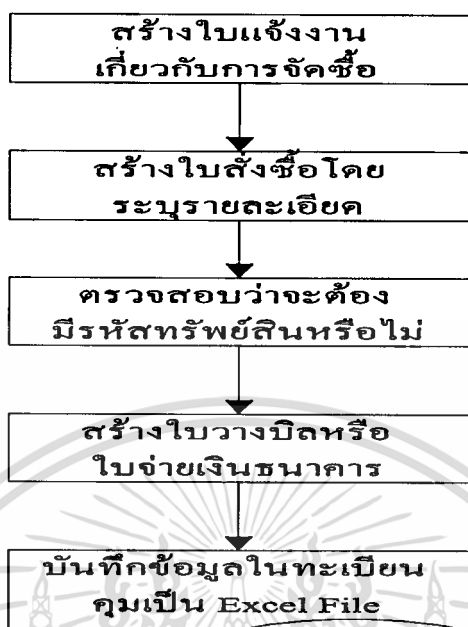 สร้างใบแจ้งงาน
เกี่ยวกับการจัดซื้อ
สร้างใบสั่งซื้อโดย
ระบุรายละเอียด
ตรวจสอบว่าจะต้อง
มีรหัสทรัพย์สินหรือไม่
สร้างใบวางบิลหรือ
ใบจ่ายเงินธนาคาร
บันทึกข้อมูลในทะเบียน
คุมเป็น Excel File